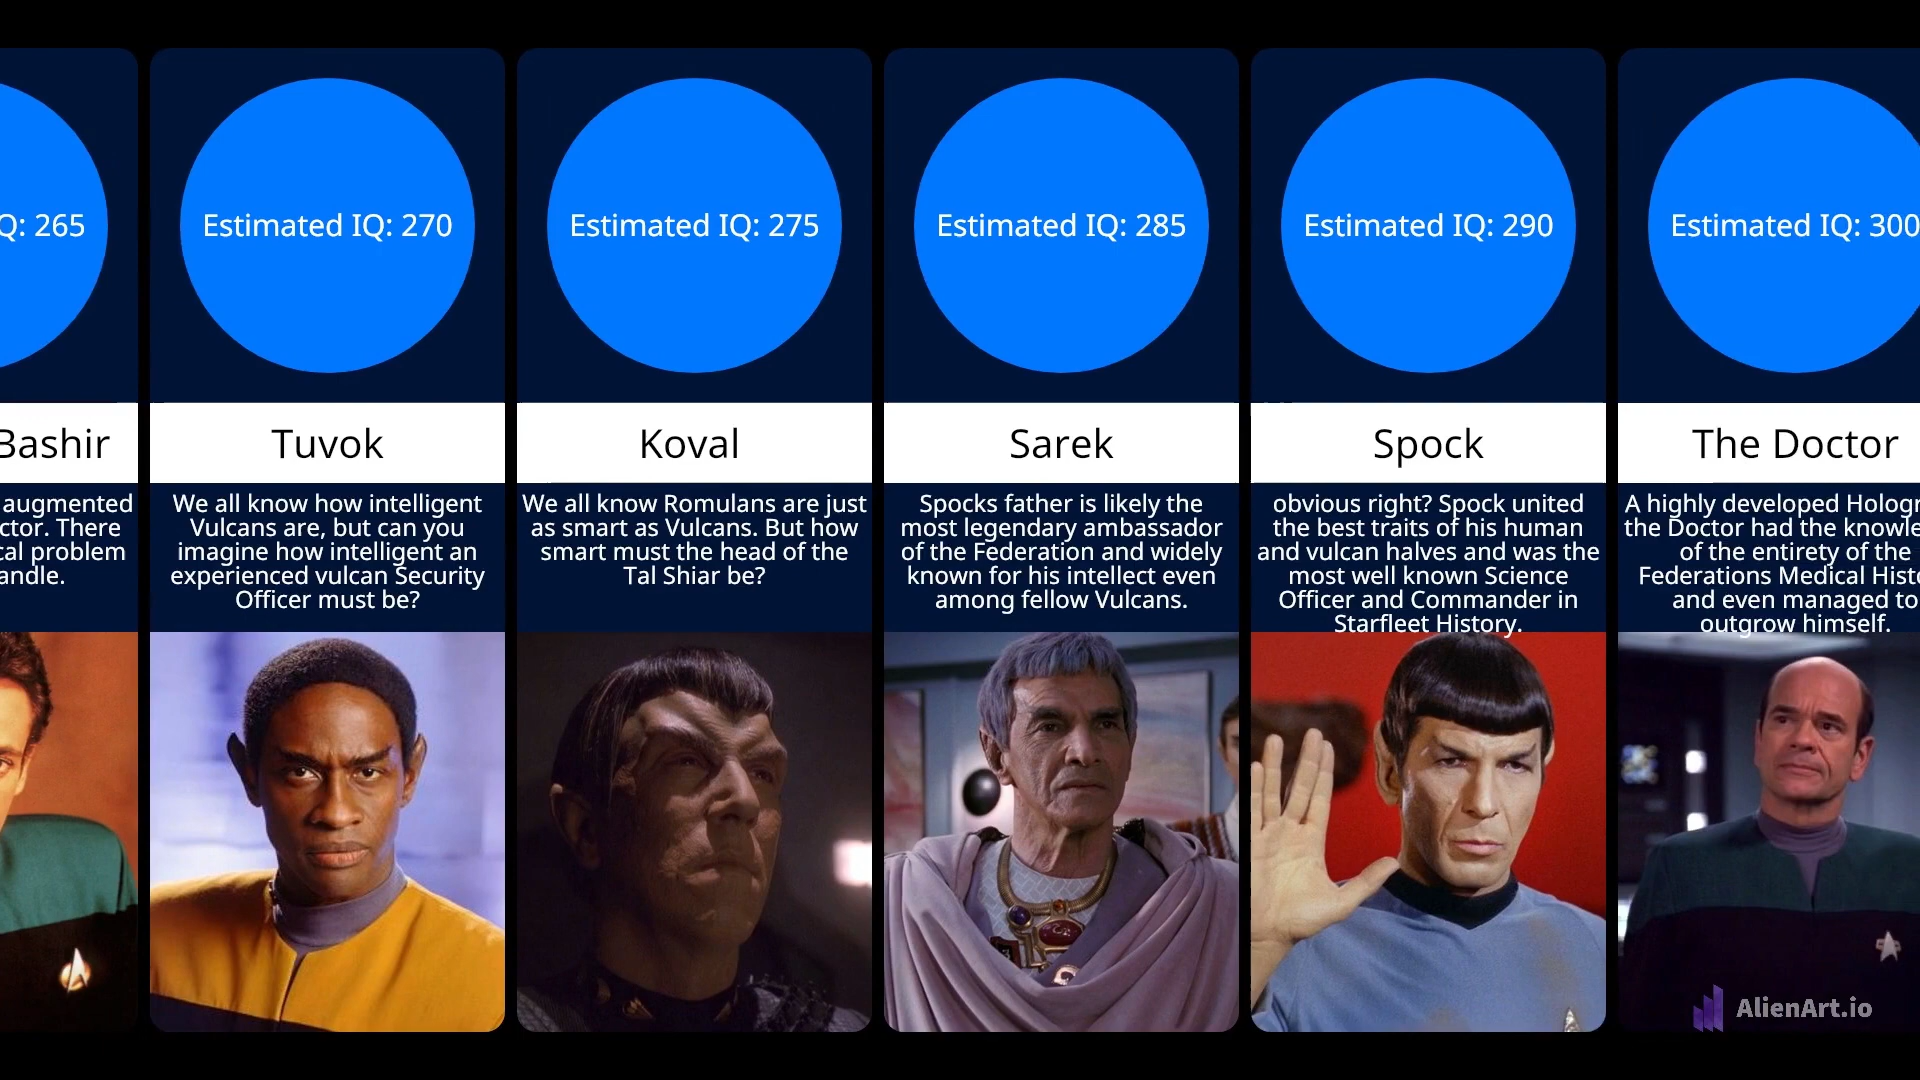 Q: 265
Bashir
augmented
ctor. There
cal problem
andle.
Estimated IQ: 270
Tuvok
We all know how intelligent
Vulcans are, but can you
imagine how intelligent an
experienced vulcan Security
Officer must be?
Estimated IQ: 275
Koval
We all know Romulans are just
as smart as Vulcans. But how
smart must the head of the
Tal Shiar be?
Estimated IQ: 285
Sarek
Spocks father is likely the
most legendary ambassador
of the Federation and widely
known for his intellect even
among fellow Vulcans.
Estimated IQ: 290
Spock
obvious right? Spock united
the best traits of his human
and vulcan halves and was the
most well known Science
Officer and Commander in
Starfleet History.
Estimated IQ: 300
The Doctor
A highly developed Hologr
the Doctor had the knowle
of the entirety of the
Federations Medical Histo
and even managed to
outgrow himself.
AlienArt.io